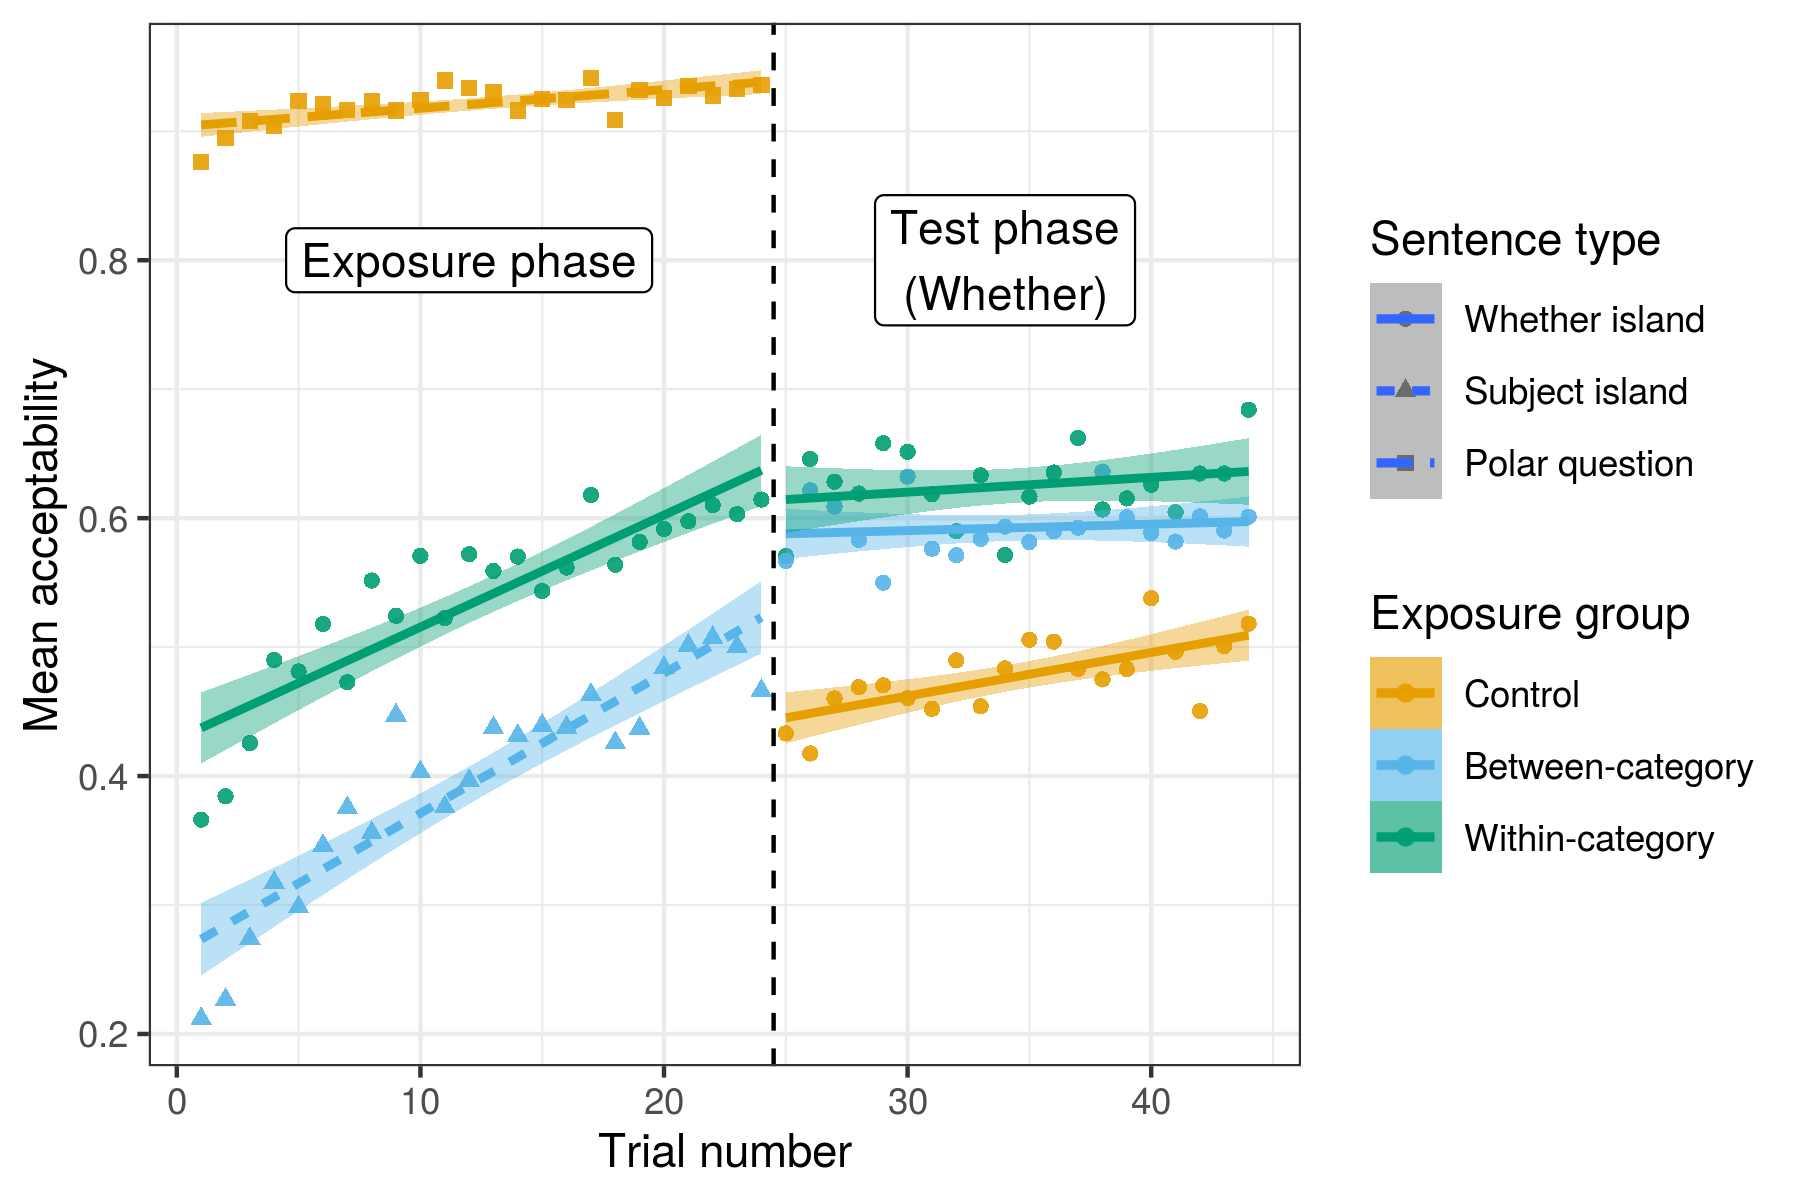 Exposure phase
Test phase
(Whether)
0.8
0.6
0.4
0.2
Mean acceptability
0
10
20
30
40
Trial number
Sentence type
Whether island
Subject island
Polar question
Exposure group
Control
Between-category
Within-category